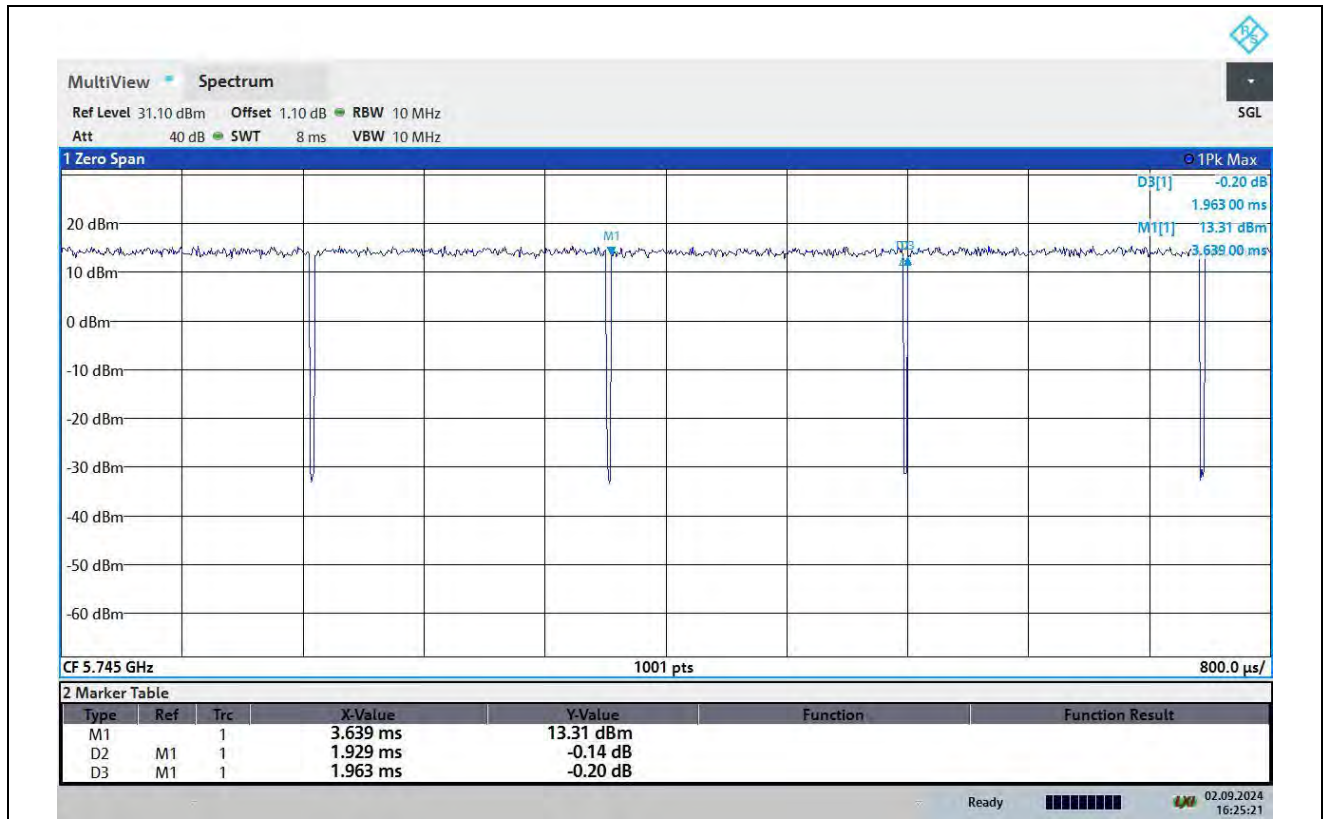 R&S
MultiView Spectrum
Ref Level 31.10 dBm Offset 1.10 dB RBW 10 MHz SGL
Att 40 dB SWT 8 ms VBW 10 MHz
1 Zero Span 1Pk Max
D3[1] -0.20 dB
1.963 00 ms
20 dBm M1[1] 13.31 dBm
M1 D3 3.639 00 ms
10 dBm
0 dBm
-10 dBm
-20 dBm
-30 dBm
-40 dBm
-50 dBm
-60 dBm
CF 5.745 GHz 1001 pts 800.0 µs/
2 Marker Table
Type Ref Trc X-Value Y-Value Function Function Result
M1 1 3.639 ms 13.31 dBm
D2 M1 1 1.929 ms -0.14 dB
D3 M1 1 1.963 ms -0.20 dB
Ready LXI 02.09.2024
16:25:21